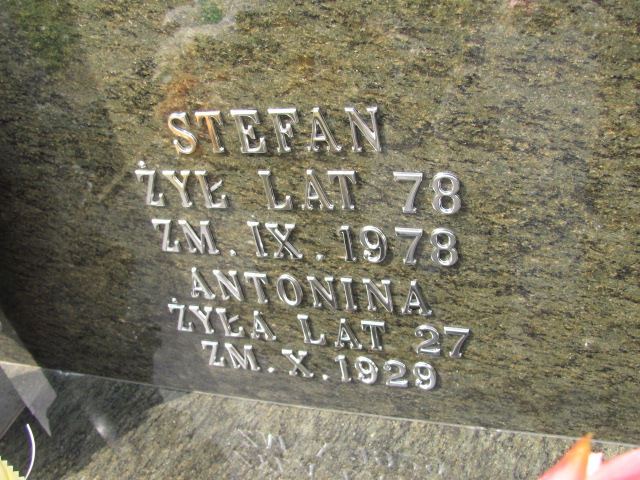 STEFAN
ŻYŁ LAT 78
ZM. IX. 1978
ANTONINA
ŻYŁA LAT 27
ZM. X. 1929